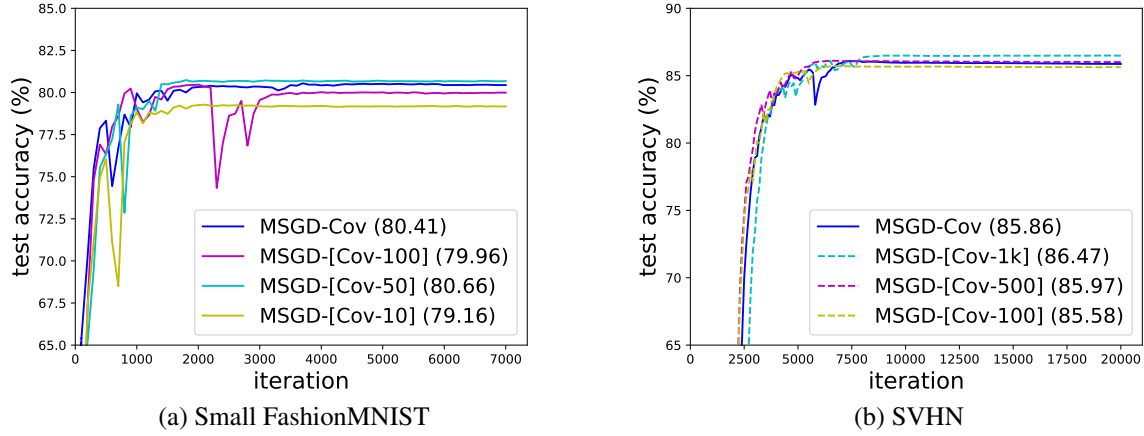 85.0
82.5
80.0
77.5
75.0
72.5
70.0
67.5
65.0
test accuracy (%)
MSGD-Cov (80.41)
MSGD-[Cov-100] (79.96)
MSGD-[Cov-50] (80.66)
MSGD-[Cov-10] (79.16)
0 1000 2000 3000 4000 5000 6000 7000
iteration
(a) Small FashionMNIST
90
85
80
75
70
65
test accuracy (%)
MSGD-Cov (85.86)
MSGD-[Cov-1k] (86.47)
MSGD-[Cov-500] (85.97)
MSGD-[Cov-100] (85.58)
0 2500 5000 7500 10000 12500 15000 17500 20000
iteration
(b) SVHN